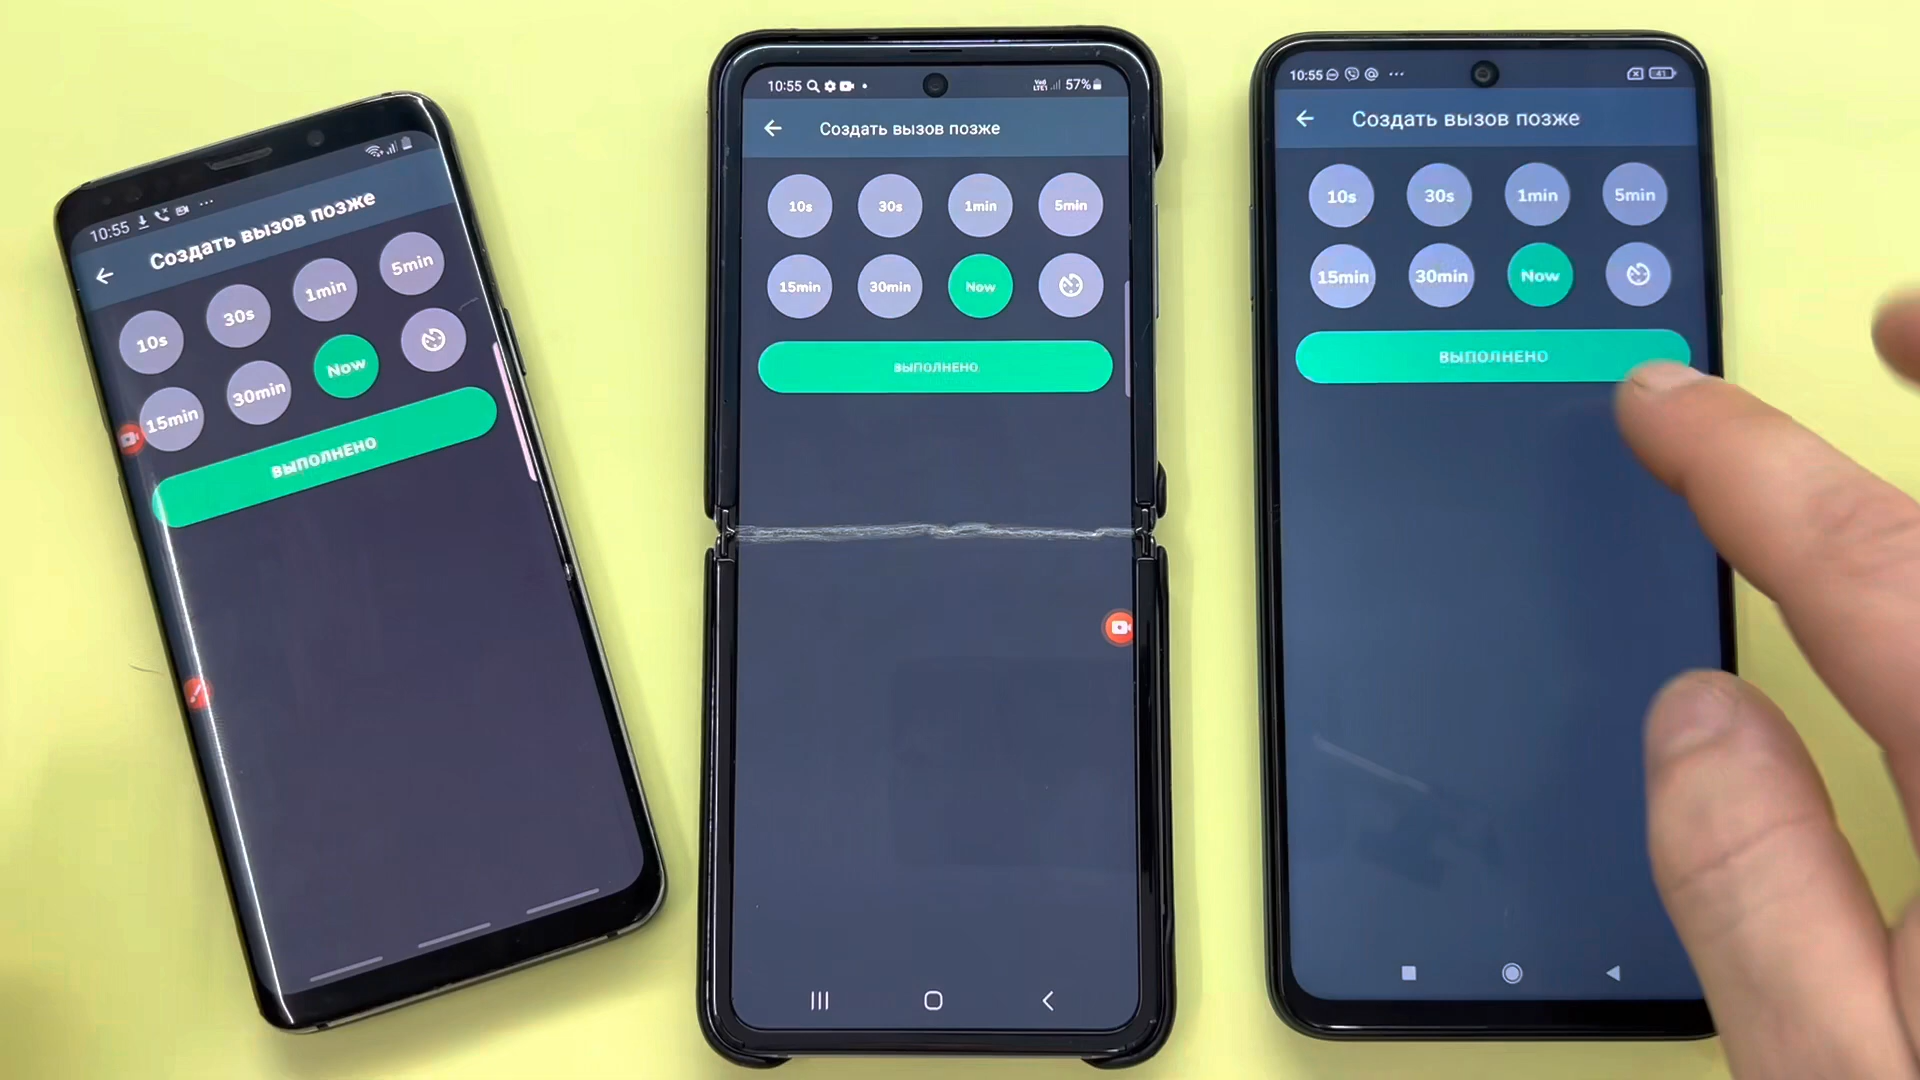 10:55
Создать вызов позже
10s 30s 1min 5min
15min 30min Now
ВЫПОЛНЕНО
10:55 57%
Создать вызов позже
10s 30s 1min 5min
15min 30min Now
ВЫПОЛНЕНО
10:55 41
Создать вызов позже
10s 30s 1min 5min
15min 30min Now
ВЫПОЛНЕНО